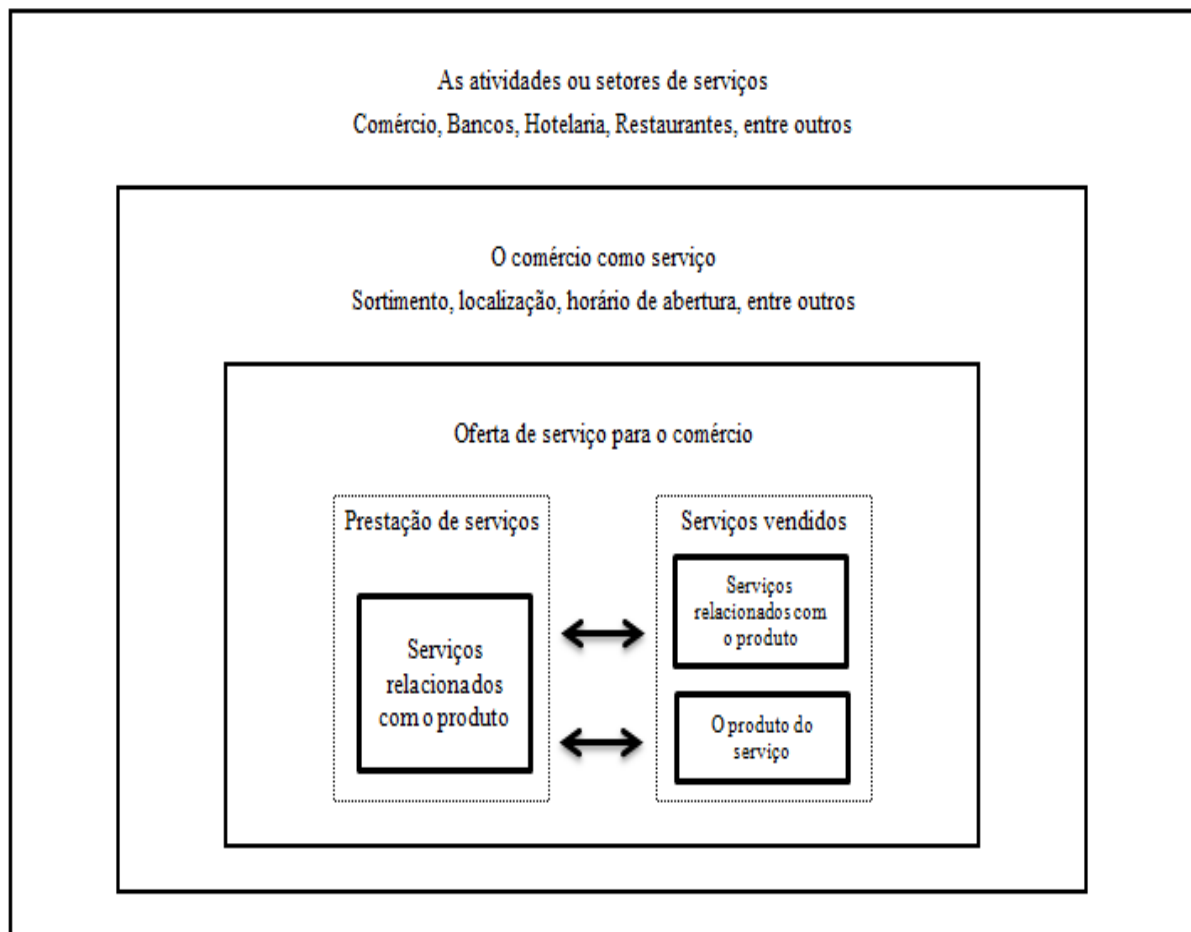 As atividades ou setores de serviços
Comércio, Bancos, Hotelaria, Restaurantes, entre outros
O comércio como serviço
Sortimento, localização, horário de abertura, entre outros
Oferta de serviço para o comércio
Prestação de serviços
Serviços
relacionados
com o produto
Serviços vendidos
Serviços
relacionados com
o produto
O produto do
serviço